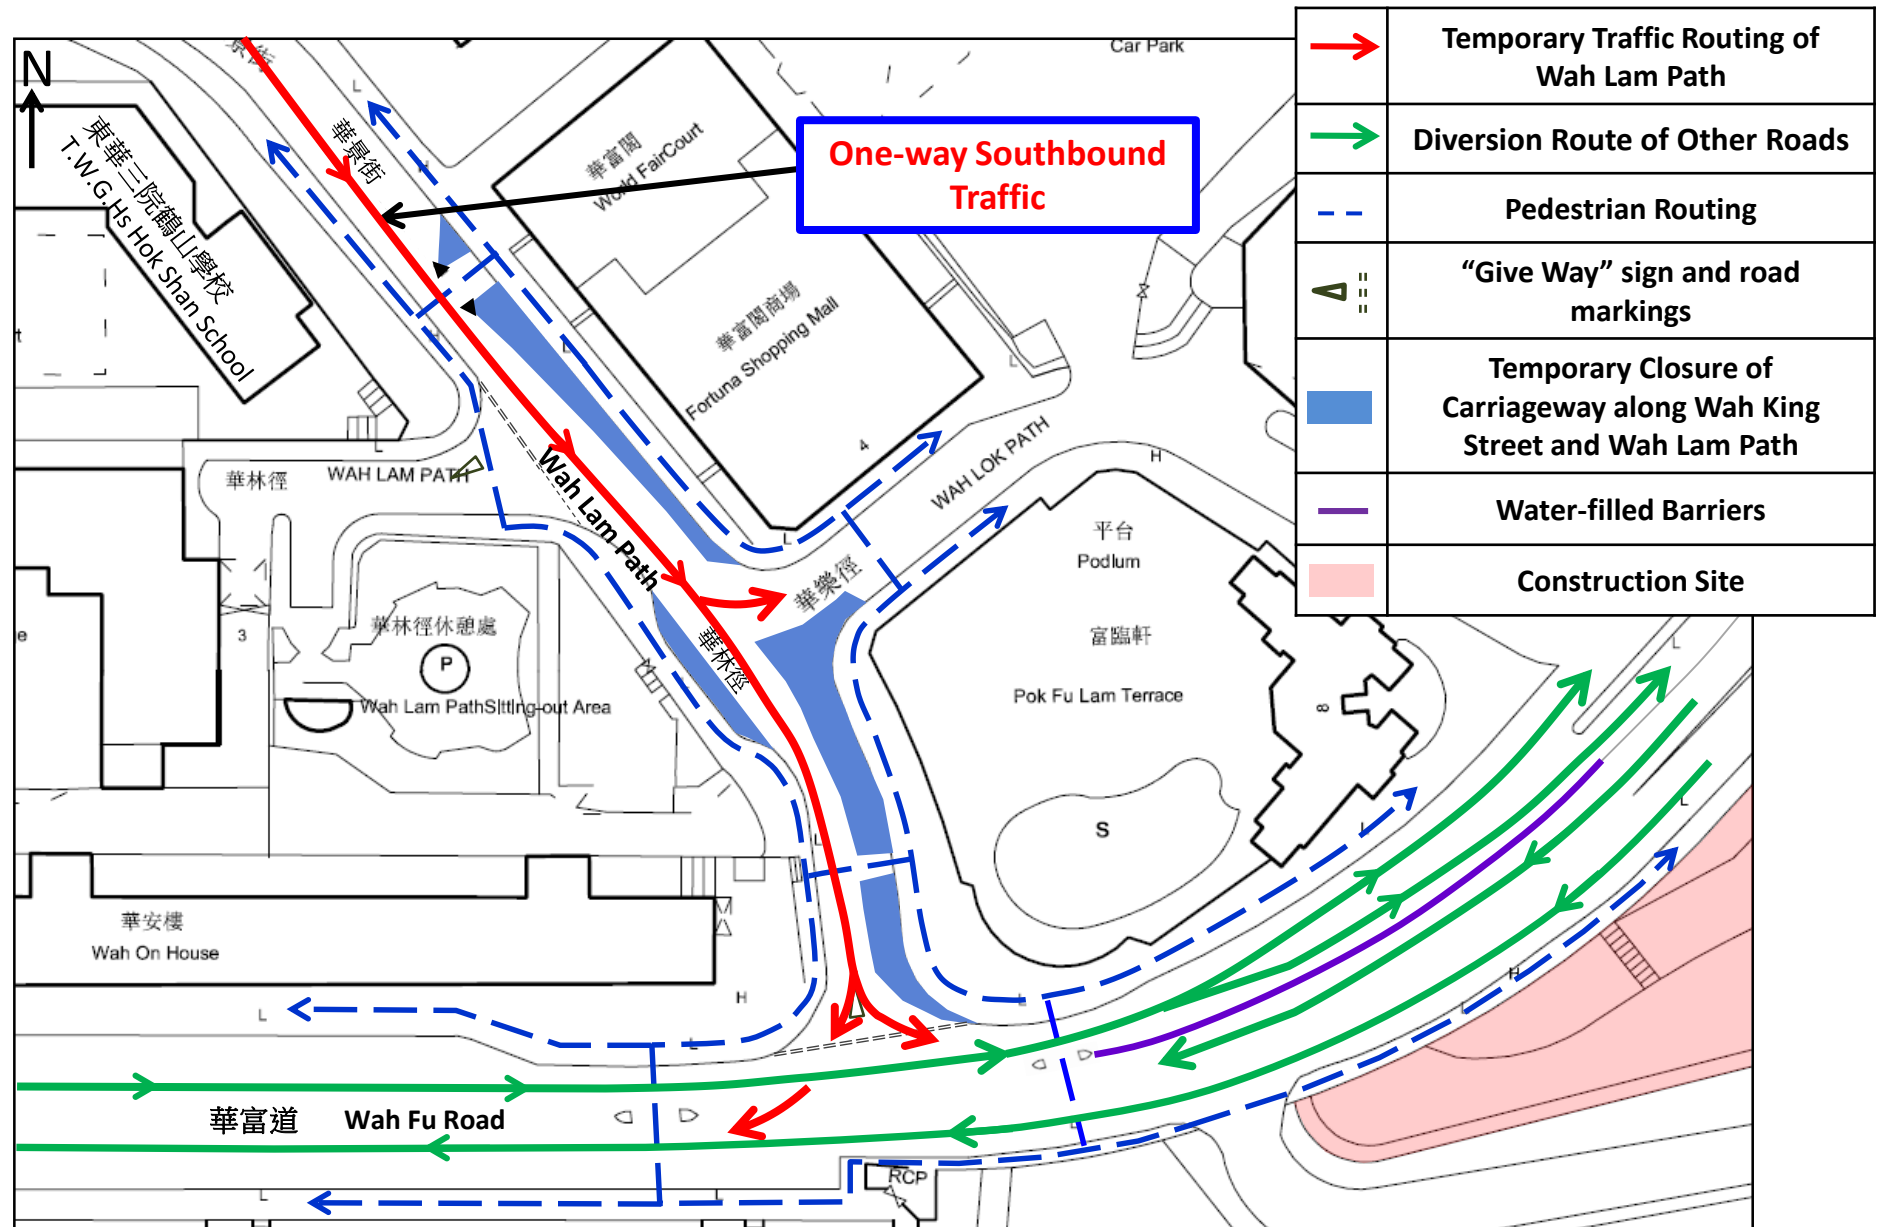 N
京街
華景街
東華三院鶴山學校
T.W.G.Hs Hok Shan School
華富閣
World FairCourt
華富閣商場
Fortuna Shopping Mall
4
Car Park
One-way Southbound
Traffic
Temporary Traffic Routing of
Wah Lam Path
Diversion Route of Other Roads
Pedestrian Routing
“Give Way” sign and road
markings
Temporary Closure of
Carriageway along Wah King
Street and Wah Lam Path
Water-filled Barriers
Construction Site
華林徑
WAH LAM PATH
Wah Lam Path
WAH LOK PATH
華樂徑
華林徑
平台
Podium
富臨軒
Pok Fu Lam Terrace
8
S
3
華林徑休憩處
P
Wah Lam PathSitting-out Area
華安樓
Wah On House
H
L
華富道
Wah Fu Road
RCP